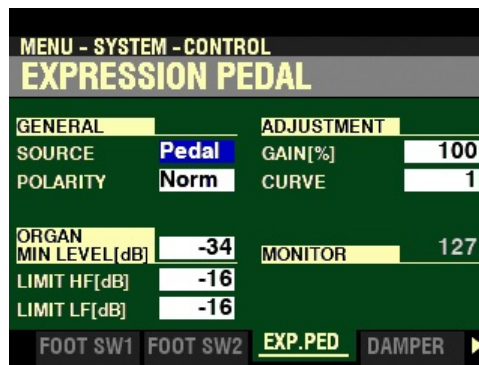 MENU - SYSTEM - CONTROL
EXPRESSION PEDAL
GENERAL
SOURCE Pedal
POLARITY Norm
ADJUSTMENT
GAIN[%] 100
CURVE 1
ORGAN
MIN LEVEL[dB] -34
LIMIT HF[dB] -16
LIMIT LF[dB] -16
MONITOR 127
FOOT SW1 FOOT SW2 EXP.PED DAMPER